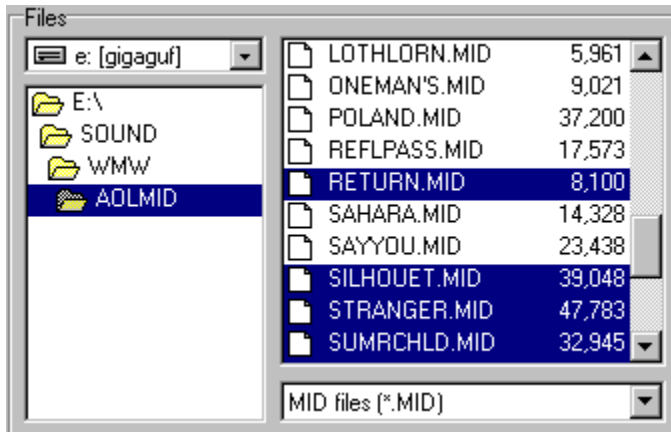 Files
e: [gigaguf]
E:\
SOUND
WMW
AOLMID
LOTHLORN.MID 5,961
ONEMAN'S.MID 9,021
POLAND.MID 37,200
REFLPASS.MID 17,573
RETURN.MID 8,100
SAHARA.MID 14,328
SAYYOU.MID 23,438
SILHOUET.MID 39,048
STRANGER.MID 47,783
SUMRCHLD.MID 32,945
MID files (*.MID)